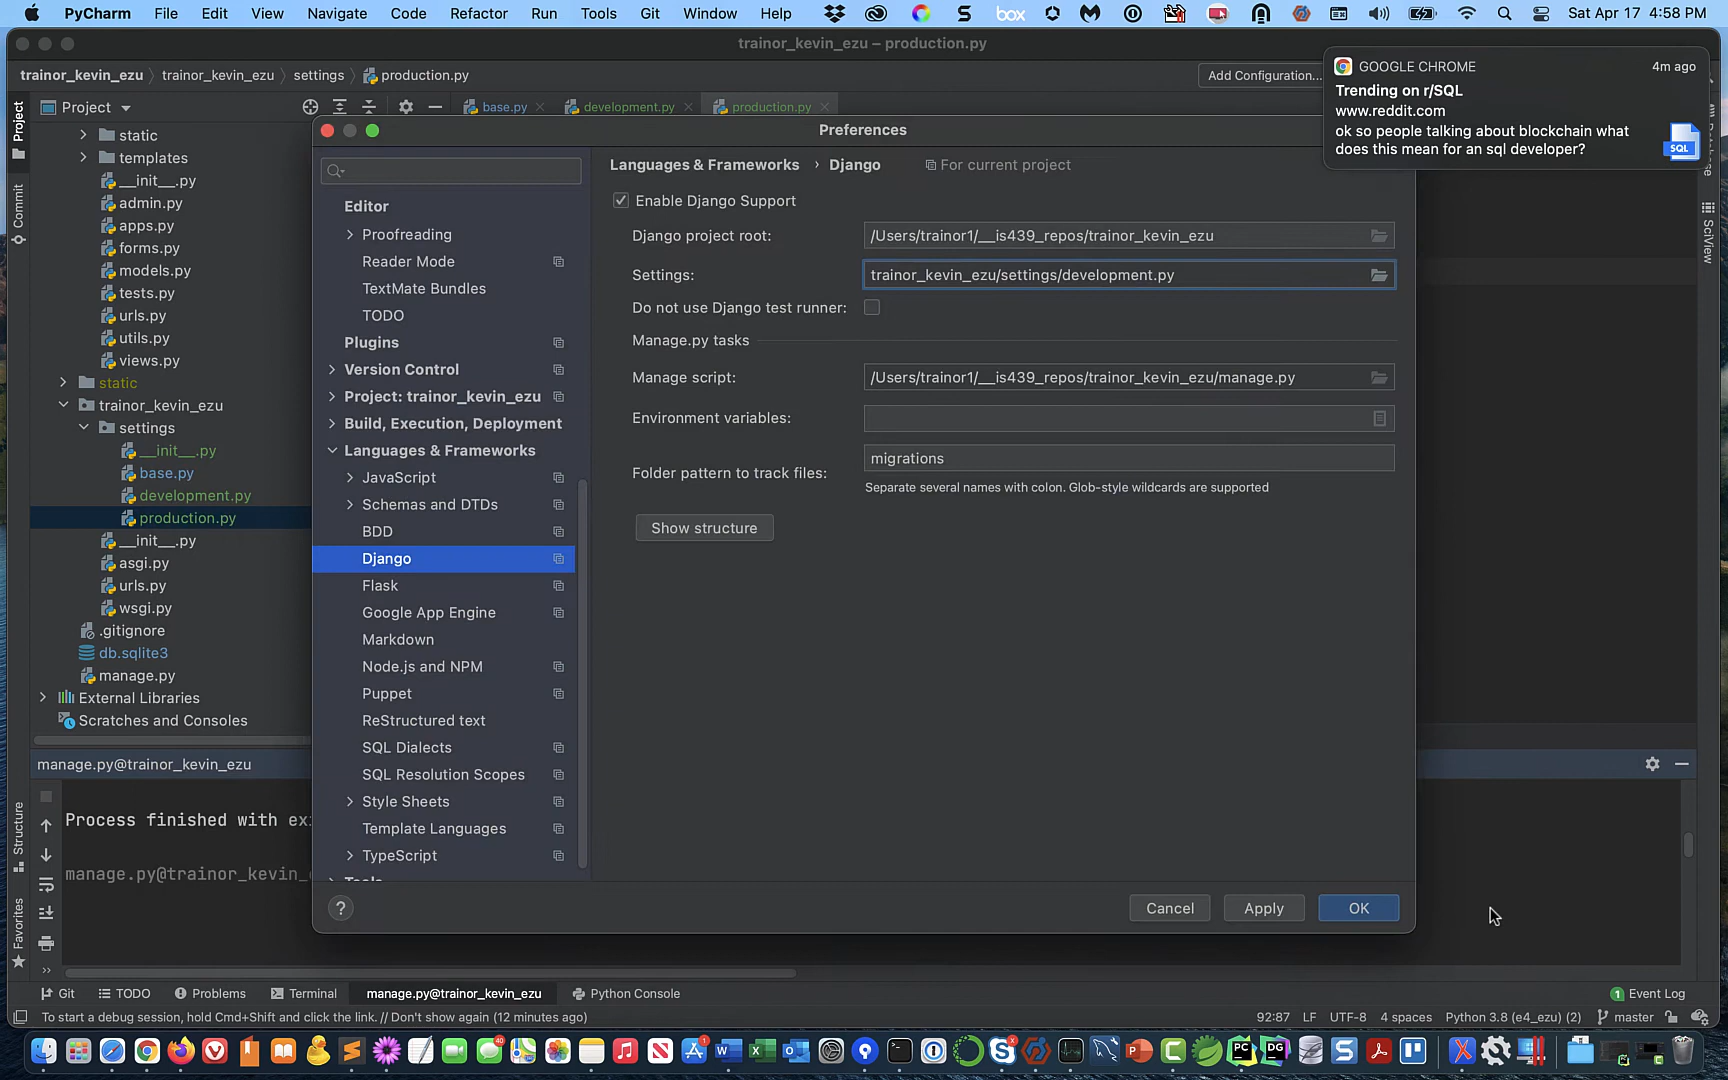 PyCharm File Edit View Navigate Code Refactor Run Tools Git Window Help box Sat Apr 17 4:58 PM
trainor_kevin_ezu – production.py
trainor_kevin_ezu trainor_kevin_ezu settings production.py Add Configuration...
GOOGLE CHROME 4m ago
Trending on r/SQL
www.reddit.com
ok so people talking about blockchain what
does this mean for an sql developer?
SQL
Project base.py development.py production.py
Project
Commit
Structure
Favorites
static
templates
__init__.py
admin.py
apps.py
forms.py
models.py
tests.py
urls.py
utils.py
views.py
static
trainor_kevin_ezu
settings
__init__.py
base.py
development.py
production.py
__init__.py
asgi.py
urls.py
wsgi.py
.gitignore
db.sqlite3
manage.py
External Libraries
Scratches and Consoles
Preferences
Editor
Proofreading
Reader Mode
TextMate Bundles
TODO
Plugins
Version Control
Project: trainor_kevin_ezu
Build, Execution, Deployment
Languages & Frameworks
JavaScript
Schemas and DTDs
BDD
Django
Flask
Google App Engine
Markdown
Node.js and NPM
Puppet
ReStructured text
SQL Dialects
SQL Resolution Scopes
Style Sheets
Template Languages
TypeScript
Languages & Frameworks › Django For current project
Enable Django Support
Django project root: /Users/trainor1/__is439_repos/trainor_kevin_ezu
Settings: trainor_kevin_ezu/settings/development.py
Do not use Django test runner:
Manage.py tasks
Manage script: /Users/trainor1/__is439_repos/trainor_kevin_ezu/manage.py
Environment variables:
Folder pattern to track files: migrations
Separate several names with colon. Glob-style wildcards are supported
Show structure
? Cancel Apply OK
SciView
manage.py@trainor_kevin_ezu
Process finished with
manage.py@trainor_kevin_
Git TODO Problems Terminal manage.py@trainor_kevin_ezu Python Console 1 Event Log
To start a debug session, hold Cmd+Shift and click the link. // Don't show again (12 minutes ago) 92:87 LF UTF-8 4 spaces Python 3.8 (e4_ezu) (2) master